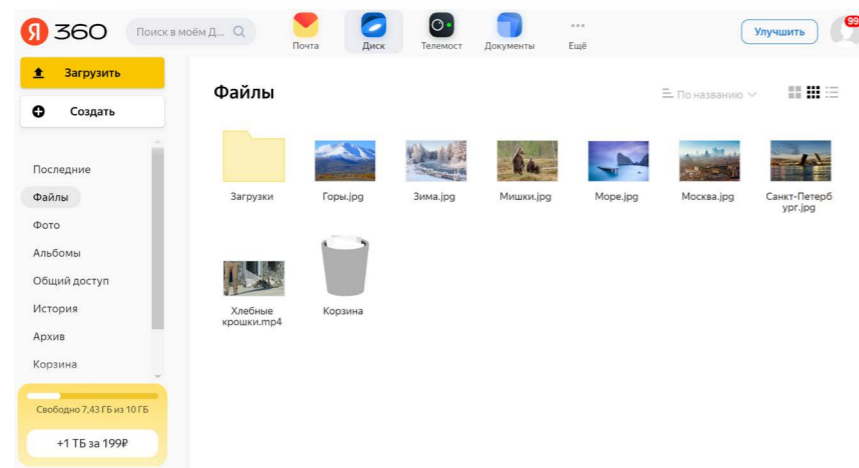 Я 360
Поиск в моём Д...
Почта
Диск
Телемост
Документы
Ещё
Улучшить
99
Загрузить
Создать
Последние
Файлы
Фото
Альбомы
Общий доступ
История
Архив
Корзина
Свободно 7,43 ГБ из 10 ГБ
+1 ТБ за 199₽
Файлы
По названию
Загрузки
Горы.jpg
Зима.jpg
Мишки.jpg
Море.jpg
Москва.jpg
Санкт-Петерб
ург.jpg
Хлебные
крошки.mp4
Корзина